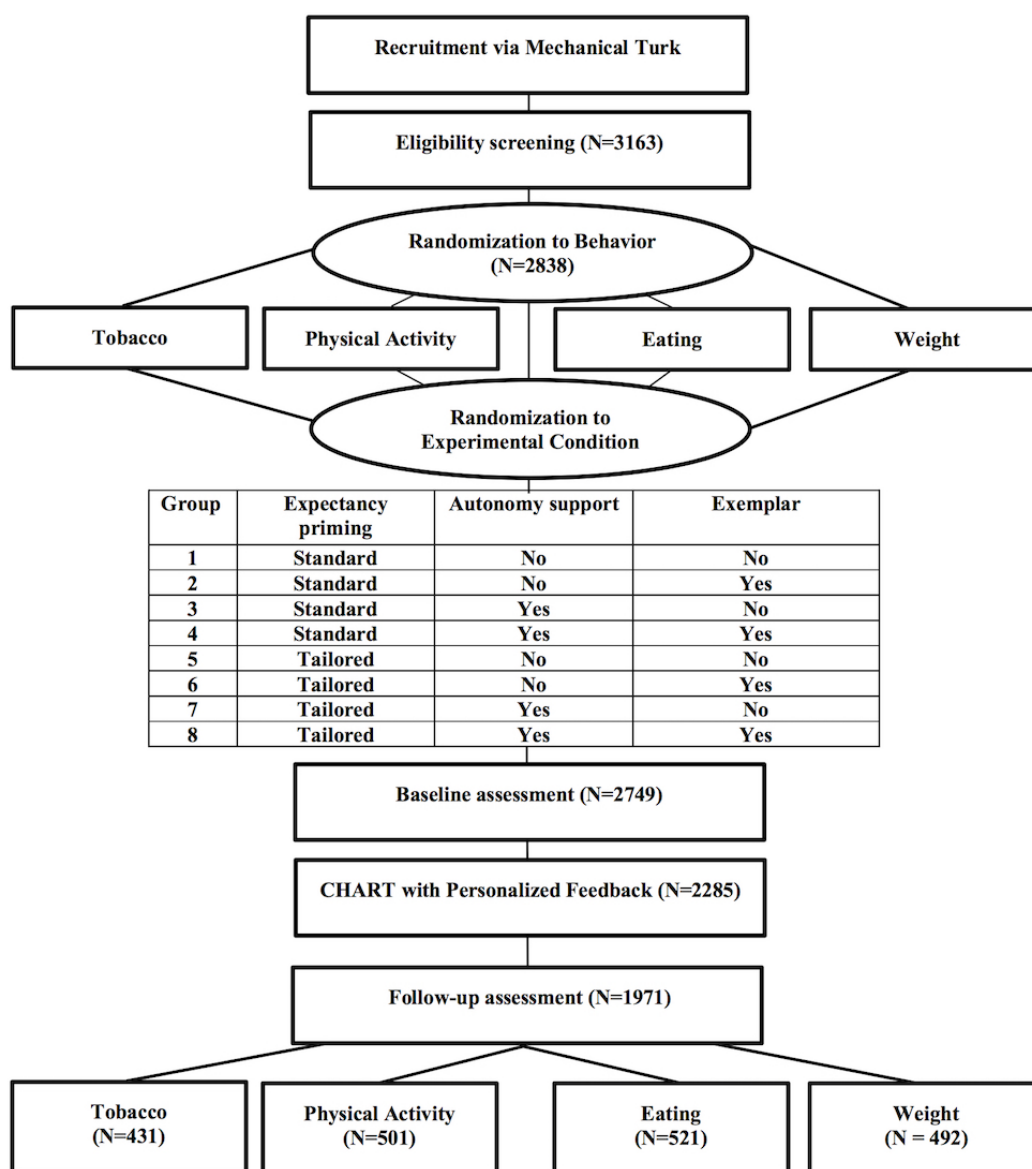 Recruitment via Mechanical Turk
Eligibility screening (N=3163)
Randomization to Behavior
(N=2838)
Tobacco
Physical Activity
Eating
Weight
Randomization to
Experimental Condition
Group Expectancy priming Autonomy support Exemplar
1 Standard No No
2 Standard No Yes
3 Standard Yes No
4 Standard Yes Yes
5 Tailored No No
6 Tailored No Yes
7 Tailored Yes No
8 Tailored Yes Yes
Baseline assessment (N=2749)
CHART with Personalized Feedback (N=2285)
Follow-up assessment (N=1971)
Tobacco
(N=431)
Physical Activity
(N=501)
Eating
(N=521)
Weight
(N = 492)